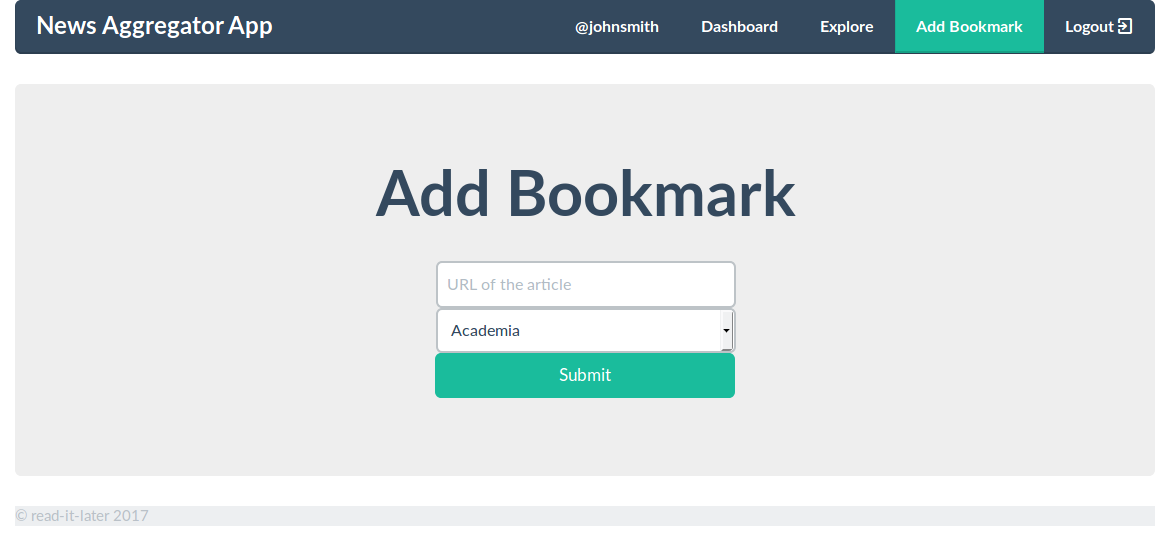 News Aggregator App @johnsmith Dashboard Explore Add Bookmark Logout
Add Bookmark
URL of the article
Academia
Submit
© read-it-later 2017